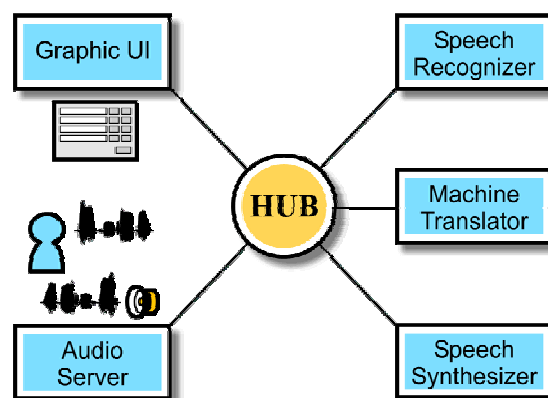 Graphic UI
Speech
Recognizer
HUB
Machine
Translator
Audio
Server
Speech
Synthesizer